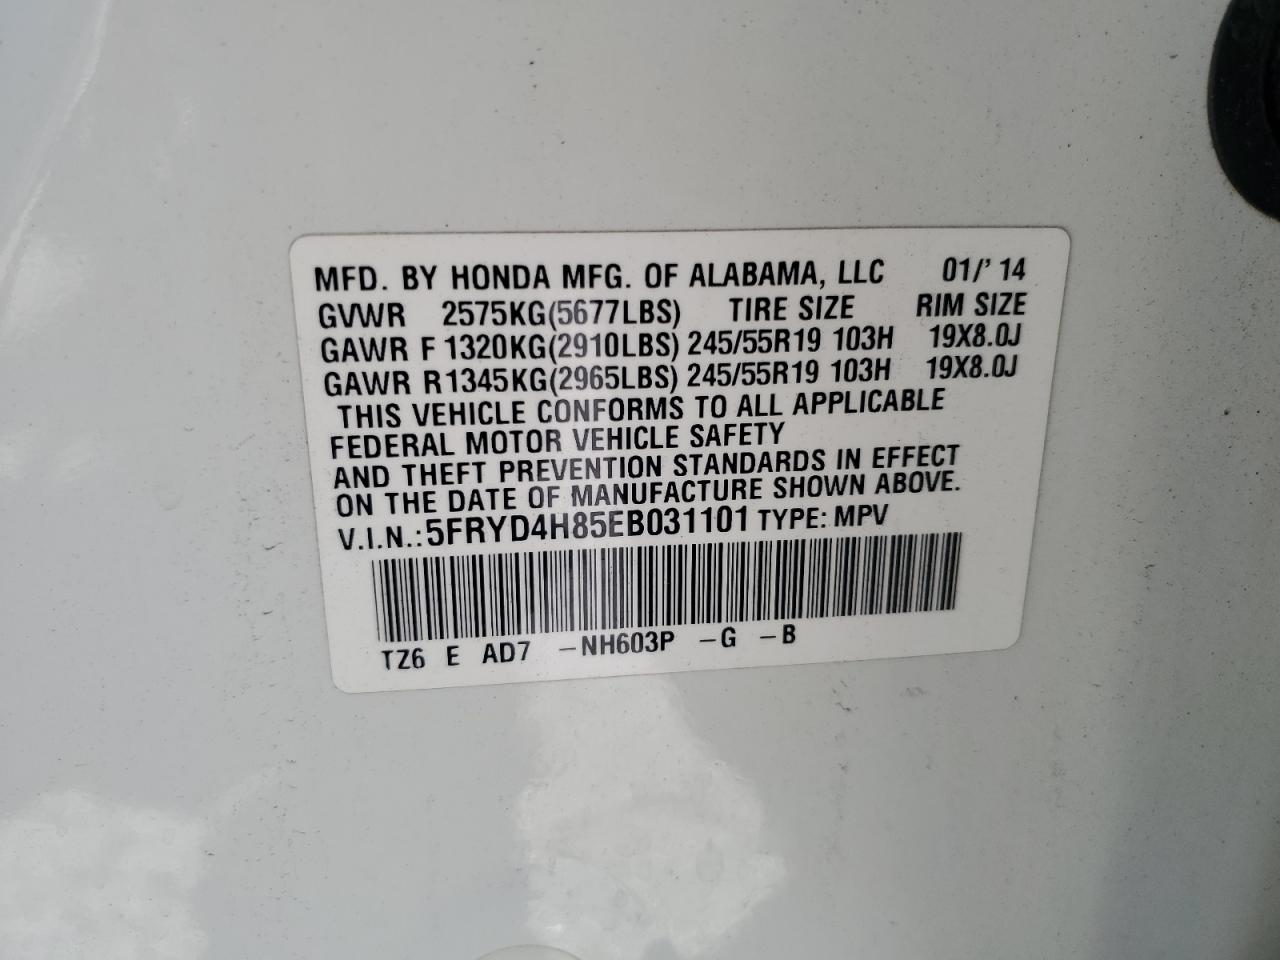 MFD. BY HONDA MFG. OF ALABAMA, LLC 01/'14
GVWR 2575KG(5677LBS) TIRE SIZE RIM SIZE
GAWR F 1320KG(2910LBS) 245/55R19 103H 19X8.0J
GAWR R 1345KG(2965LBS) 245/55R19 103H 19X8.0J
THIS VEHICLE CONFORMS TO ALL APPLICABLE
FEDERAL MOTOR VEHICLE SAFETY
AND THEFT PREVENTION STANDARDS IN EFFECT
ON THE DATE OF MANUFACTURE SHOWN ABOVE.
V.I.N.: 5FRYD4H85EB031101 TYPE: MPV
TZ6 E AD7 -NH603P -G -B